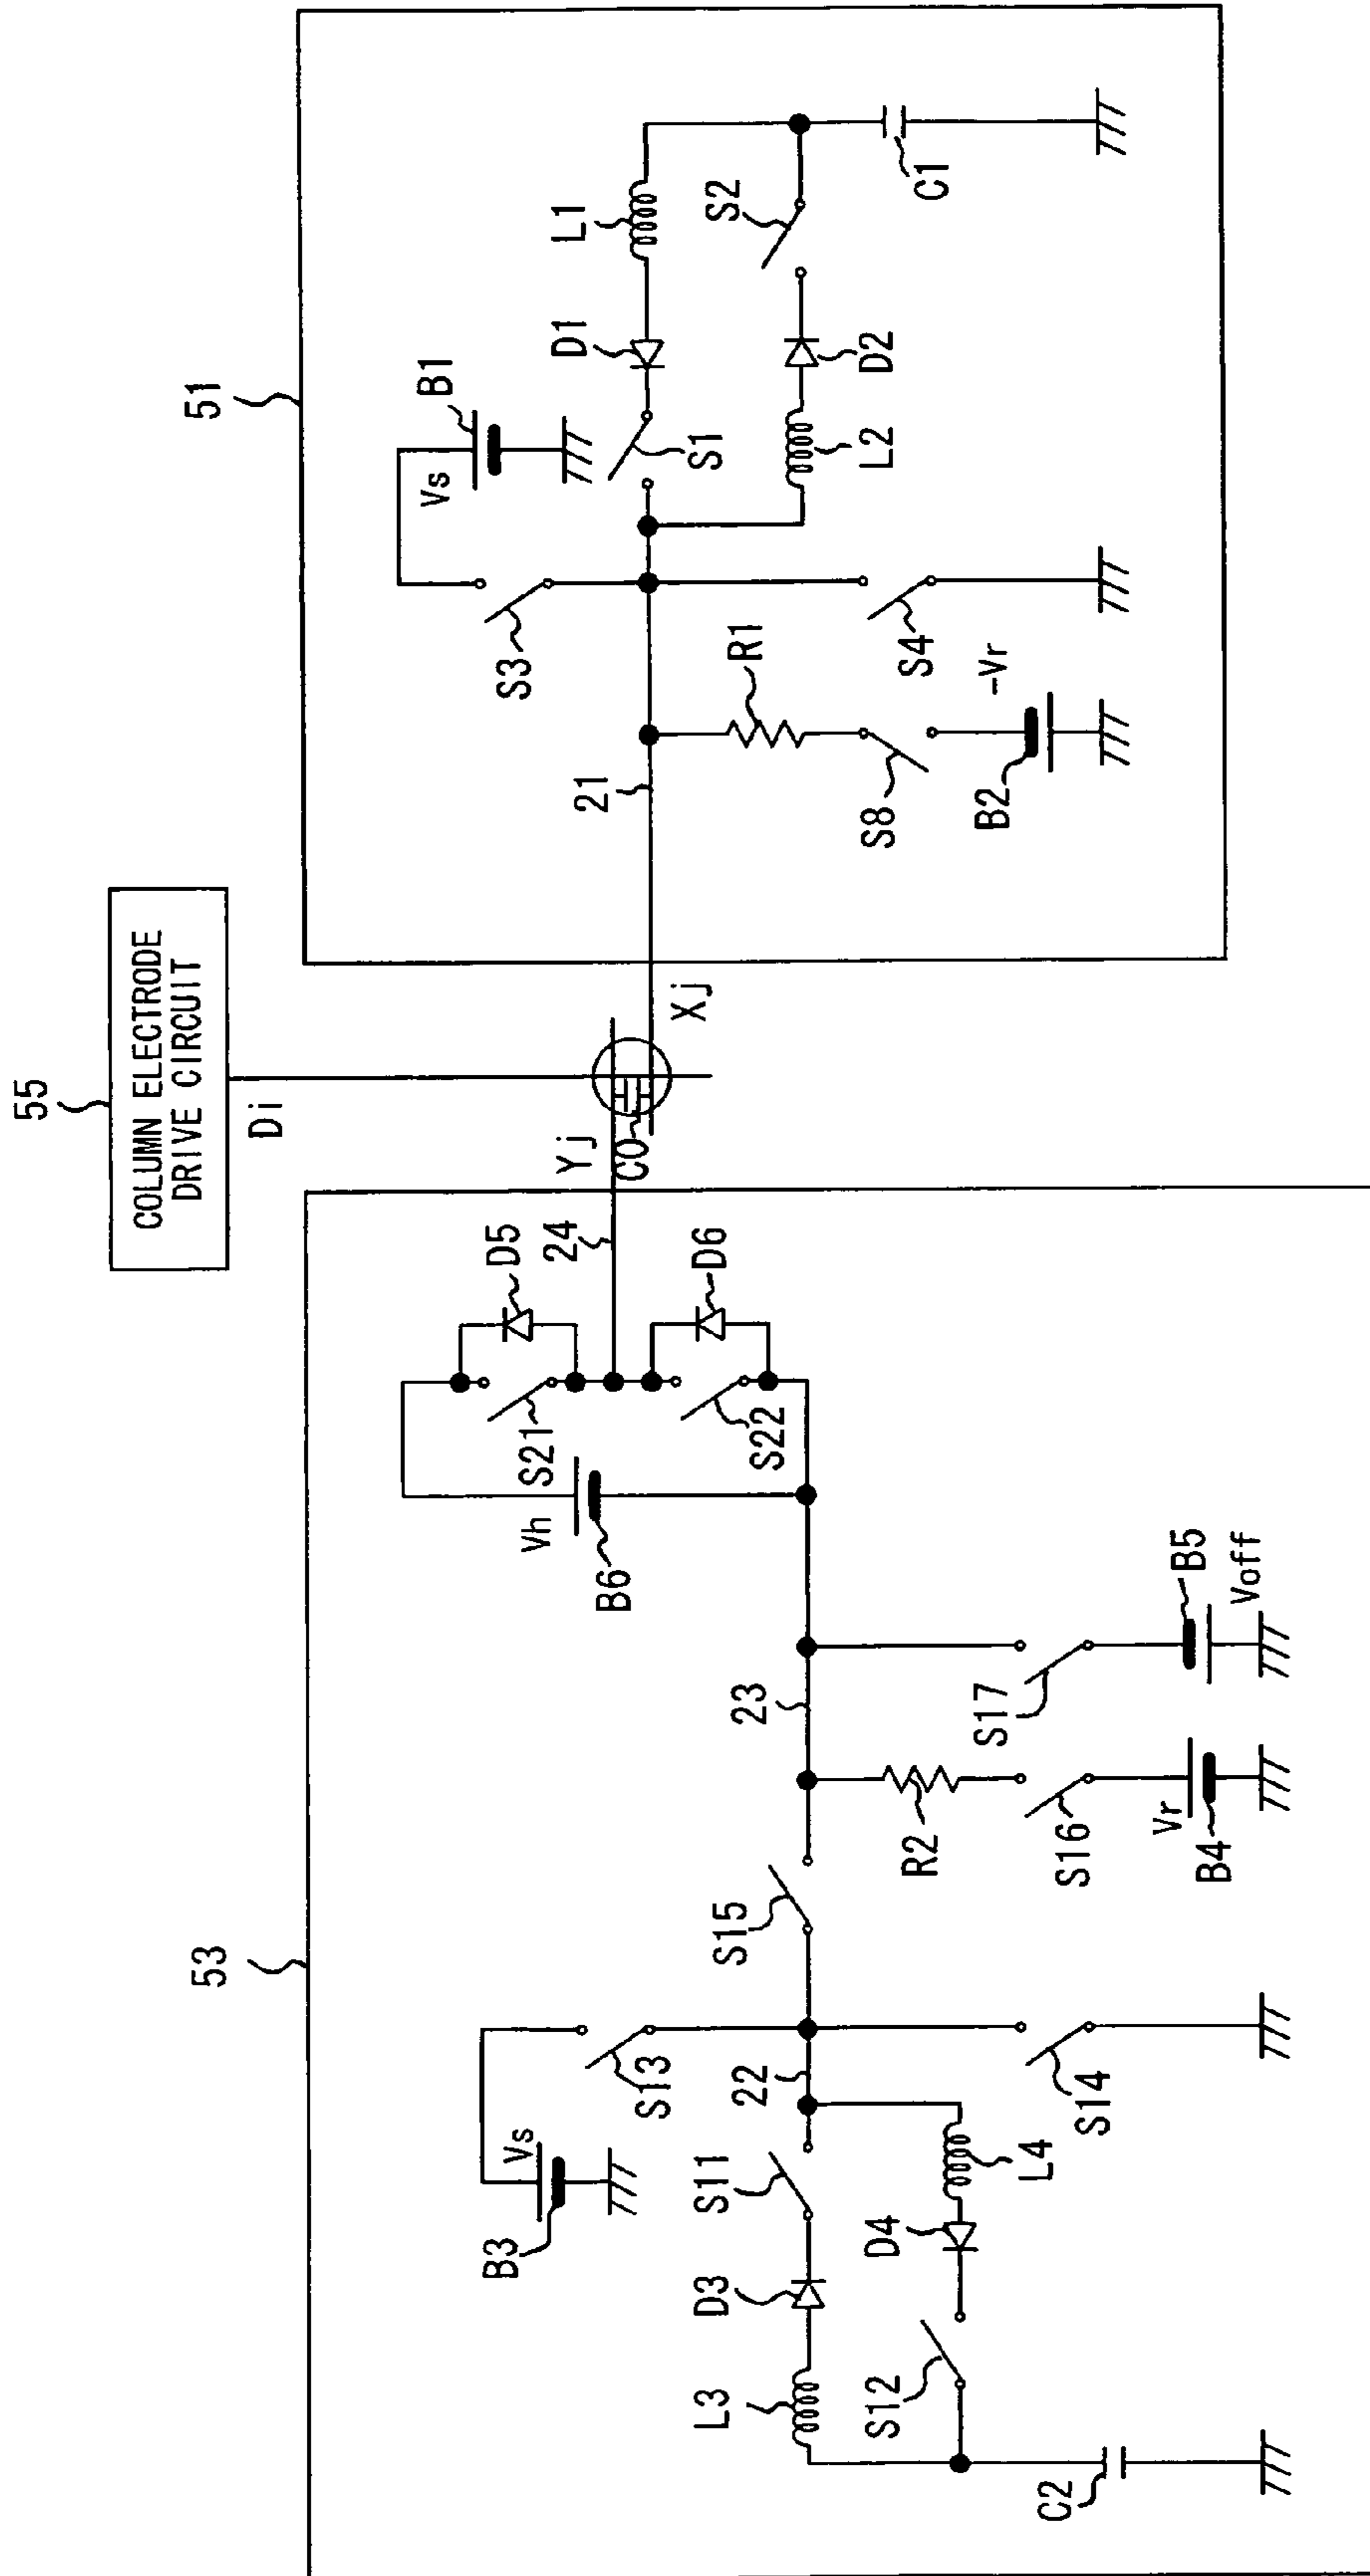 55
COLUMN ELECTRODE
DRIVE CIRCUIT
Di
53
51
B3
Vs
S13
L3
D3
S11
22
S15
S12
D4
L4
S14
C2
23
R2
S16
Vr
B4
S17
B5
Voff
Vh
B6
S21
D5
S22
D6
24
Yj
C0
Xj
21
S3
Vs
B1
S1
D1
L1
R1
S8
B2
-Vr
S4
L2
D2
S2
C1